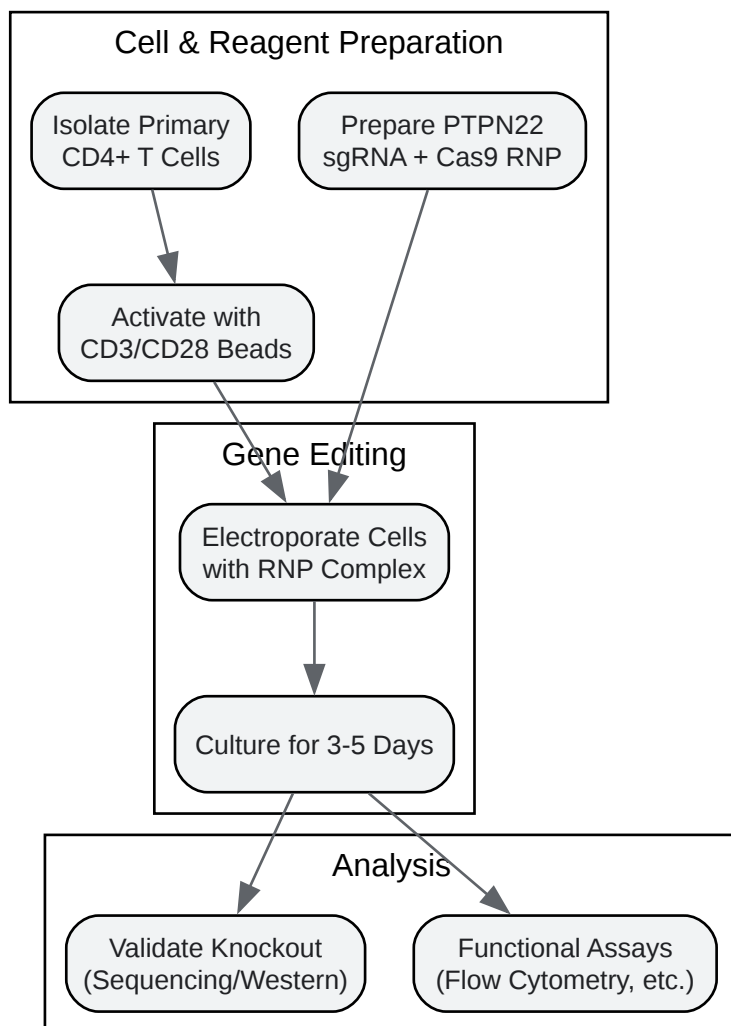 Cell & Reagent Preparation
Isolate Primary
CD4+ T Cells
Prepare PTPN22
sgRNA + Cas9 RNP
Activate with
CD3/CD28 Beads
Gene Editing
Electroporate Cells
with RNP Complex
Culture for 3-5 Days
Analysis
Validate Knockout
(Sequencing/Western)
Functional Assays
(Flow Cytometry, etc.)